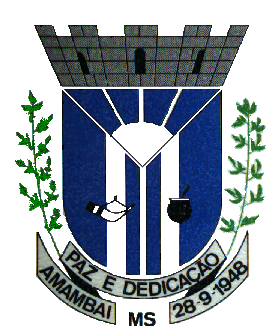 PAZ E DEDICAÇÃO
AMAMBAI
28-9-1948
MS